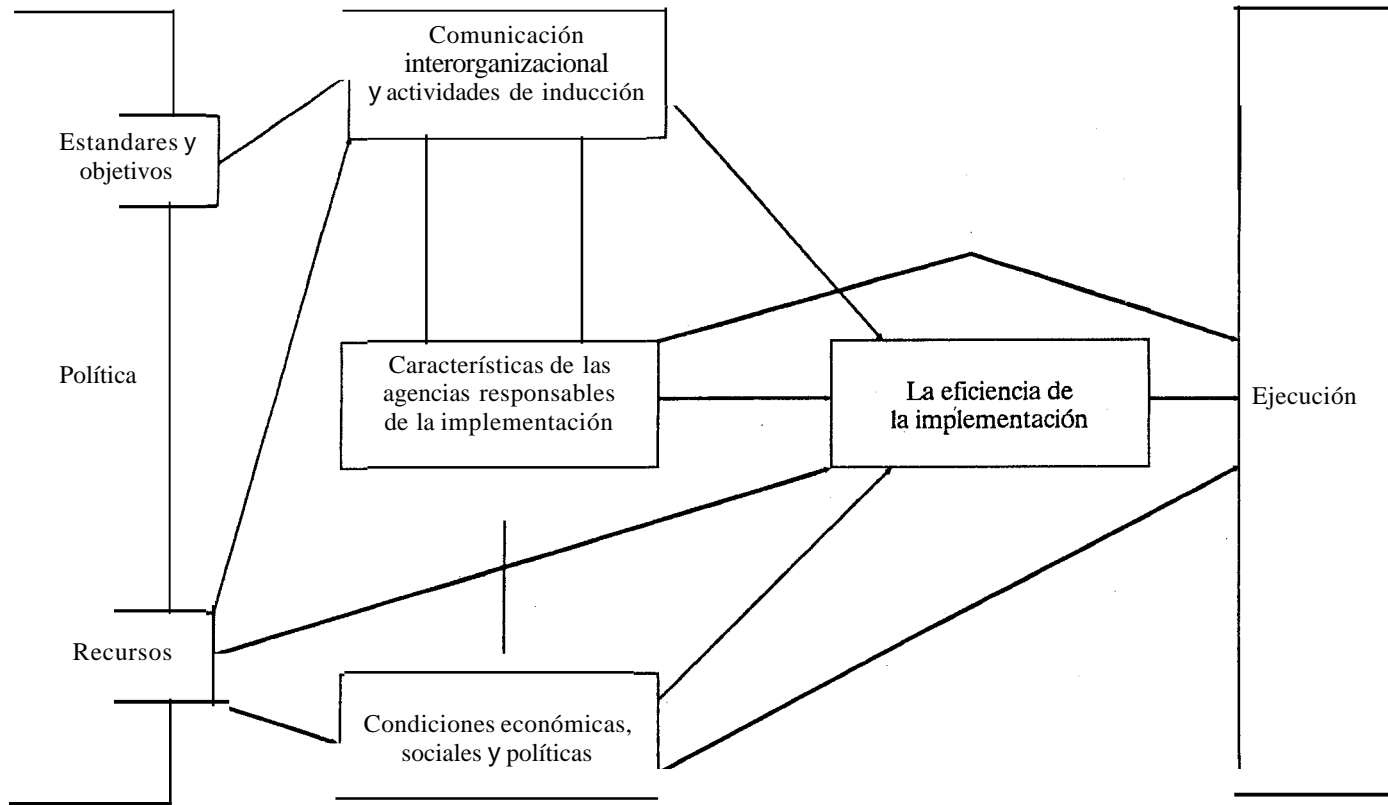 Comunicación
interorganizacional
y actividades de inducción
Estandares y
objetivos
Política
Características de las
agencias responsables
de la implementación
La eficiencia de
la implementación
Ejecución
Recursos
Condiciones económicas,
sociales y políticas